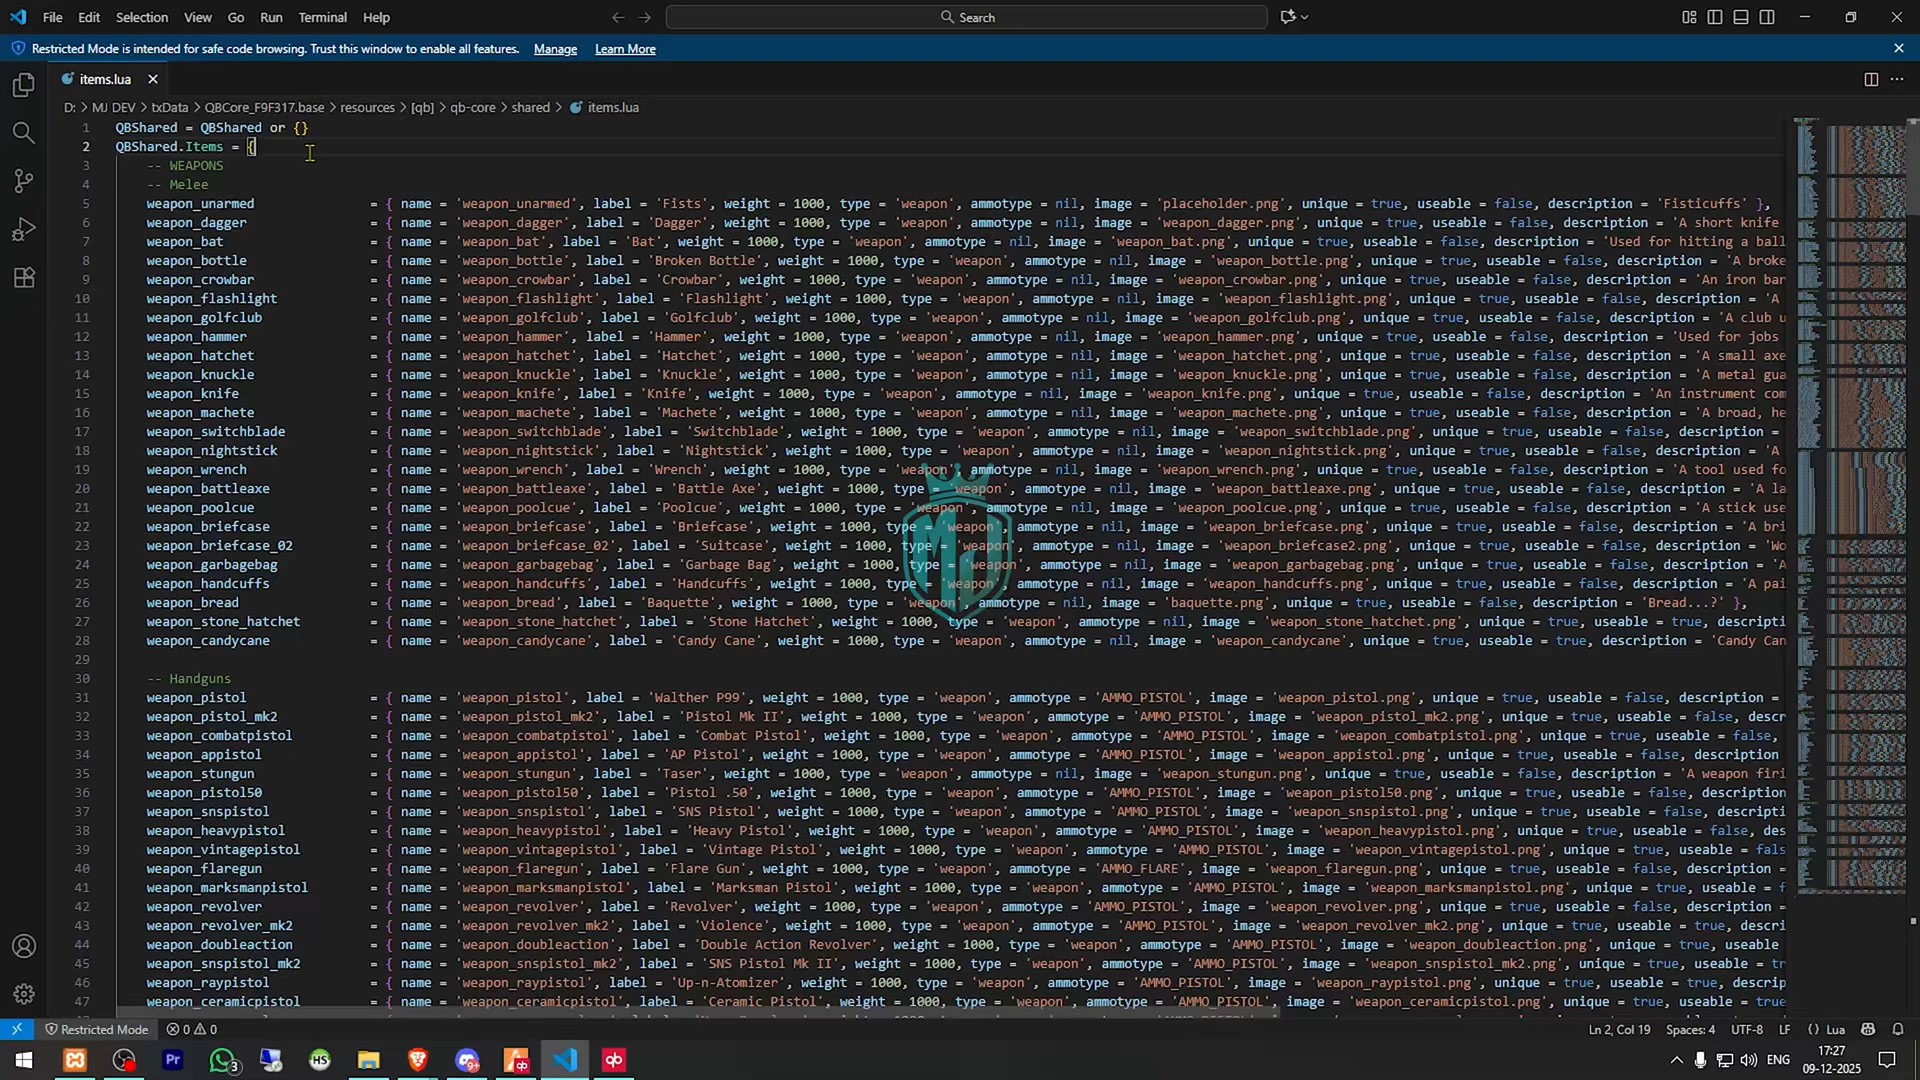 File Edit Selection View Go Run Terminal Help
Search
Restricted Mode is intended for safe code browsing. Trust this window to enable all features. Manage Learn More
items.lua
D: > MJ DEV > txData > QBCore_F9F317.base > resources > [qb] > qb-core > shared > items.lua
1 QBShared = QBShared or {}
2 QBShared.Items = {
3 -- WEAPONS
4 -- Melee
5 weapon_unarmed = { name = 'weapon_unarmed', label = 'Fists', weight = 1000, type = 'weapon', ammotype = nil, image = 'placeholder.png', unique = true, useable = false, description = 'Fisticuffs' },
6 weapon_dagger = { name = 'weapon_dagger', label = 'Dagger', weight = 1000, type = 'weapon', ammotype = nil, image = 'weapon_dagger.png', unique = true, useable = false, description = 'A short knife
7 weapon_bat = { name = 'weapon_bat', label = 'Bat', weight = 1000, type = 'weapon', ammotype = nil, image = 'weapon_bat.png', unique = true, useable = false, description = 'Used for hitting a ball
8 weapon_bottle = { name = 'weapon_bottle', label = 'Broken Bottle', weight = 1000, type = 'weapon', ammotype = nil, image = 'weapon_bottle.png', unique = true, useable = false, description = 'A broke
9 weapon_crowbar = { name = 'weapon_crowbar', label = 'Crowbar', weight = 1000, type = 'weapon', ammotype = nil, image = 'weapon_crowbar.png', unique = true, useable = false, description = 'An iron bar
10 weapon_flashlight = { name = 'weapon_flashlight', label = 'Flashlight', weight = 1000, type = 'weapon', ammotype = nil, image = 'weapon_flashlight.png', unique = true, useable = false, description = 'A
11 weapon_golfclub = { name = 'weapon_golfclub', label = 'Golfclub', weight = 1000, type = 'weapon', ammotype = nil, image = 'weapon_golfclub.png', unique = true, useable = false, description = 'A club u
12 weapon_hammer = { name = 'weapon_hammer', label = 'Hammer', weight = 1000, type = 'weapon', ammotype = nil, image = 'weapon_hammer.png', unique = true, useable = false, description = 'Used for jobs
13 weapon_hatchet = { name = 'weapon_hatchet', label = 'Hatchet', weight = 1000, type = 'weapon', ammotype = nil, image = 'weapon_hatchet.png', unique = true, useable = false, description = 'A small axe
14 weapon_knuckle = { name = 'weapon_knuckle', label = 'Knuckle', weight = 1000, type = 'weapon', ammotype = nil, image = 'weapon_knuckle.png', unique = true, useable = false, description = 'A metal gua
15 weapon_knife = { name = 'weapon_knife', label = 'Knife', weight = 1000, type = 'weapon', ammotype = nil, image = 'weapon_knife.png', unique = true, useable = false, description = 'An instrument com
16 weapon_machete = { name = 'weapon_machete', label = 'Machete', weight = 1000, type = 'weapon', ammotype = nil, image = 'weapon_machete.png', unique = true, useable = false, description = 'A broad, he
17 weapon_switchblade = { name = 'weapon_switchblade', label = 'Switchblade', weight = 1000, type = 'weapon', ammotype = nil, image = 'weapon_switchblade.png', unique = true, useable = false, description =
18 weapon_nightstick = { name = 'weapon_nightstick', label = 'Nightstick', weight = 1000, type = 'weapon', ammotype = nil, image = 'weapon_nightstick.png', unique = true, useable = false, description = 'A
19 weapon_wrench = { name = 'weapon_wrench', label = 'Wrench', weight = 1000, type = 'weapon', ammotype = nil, image = 'weapon_wrench.png', unique = true, useable = false, description = 'A tool used fo
20 weapon_battleaxe = { name = 'weapon_battleaxe', label = 'Battle Axe', weight = 1000, type = 'weapon', ammotype = nil, image = 'weapon_battleaxe.png', unique = true, useable = false, description = 'A la
21 weapon_poolcue = { name = 'weapon_poolcue', label = 'Poolcue', weight = 1000, type = 'weapon', ammotype = nil, image = 'weapon_poolcue.png', unique = true, useable = false, description = 'A stick use
22 weapon_briefcase = { name = 'weapon_briefcase', label = 'Briefcase', weight = 1000, type = 'weapon', ammotype = nil, image = 'weapon_briefcase.png', unique = true, useable = false, description = 'A bri
23 weapon_briefcase_02 = { name = 'weapon_briefcase_02', label = 'Suitcase', weight = 1000, type = 'weapon', ammotype = nil, image = 'weapon_briefcase2.png', unique = true, useable = false, description = 'Wo
24 weapon_garbagebag = { name = 'weapon_garbagebag', label = 'Garbage Bag', weight = 1000, type = 'weapon', ammotype = nil, image = 'weapon_garbagebag.png', unique = true, useable = false, description = 'A
25 weapon_handcuffs = { name = 'weapon_handcuffs', label = 'Handcuffs', weight = 1000, type = 'weapon', ammotype = nil, image = 'weapon_handcuffs.png', unique = true, useable = false, description = 'A pai
26 weapon_bread = { name = 'weapon_bread', label = 'Baquette', weight = 1000, type = 'weapon', ammotype = nil, image = 'baquette.png', unique = true, useable = false, description = 'Bread...?' },
27 weapon_stone_hatchet = { name = 'weapon_stone_hatchet', label = 'Stone Hatchet', weight = 1000, type = 'weapon', ammotype = nil, image = 'weapon_stone_hatchet.png', unique = true, useable = true, descripti
28 weapon_candycane = { name = 'weapon_candycane', label = 'Candy Cane', weight = 1000, type = 'weapon', ammotype = nil, image = 'weapon_candycane', unique = true, useable = true, description = 'Candy Can
29
30 -- Handguns
31 weapon_pistol = { name = 'weapon_pistol', label = 'Walther P99', weight = 1000, type = 'weapon', ammotype = 'AMMO_PISTOL', image = 'weapon_pistol.png', unique = true, useable = false, description =
32 weapon_pistol_mk2 = { name = 'weapon_pistol_mk2', label = 'Pistol Mk II', weight = 1000, type = 'weapon', ammotype = 'AMMO_PISTOL', image = 'weapon_pistol_mk2.png', unique = true, useable = false, descr
33 weapon_combatpistol = { name = 'weapon_combatpistol', label = 'Combat Pistol', weight = 1000, type = 'weapon', ammotype = 'AMMO_PISTOL', image = 'weapon_combatpistol.png', unique = true, useable = false,
34 weapon_appistol = { name = 'weapon_appistol', label = 'AP Pistol', weight = 1000, type = 'weapon', ammotype = 'AMMO_PISTOL', image = 'weapon_appistol.png', unique = true, useable = false, description
35 weapon_stungun = { name = 'weapon_stungun', label = 'Taser', weight = 1000, type = 'weapon', ammotype = nil, image = 'weapon_stungun.png', unique = true, useable = false, description = 'A weapon firi
36 weapon_pistol50 = { name = 'weapon_pistol50', label = 'Pistol .50', weight = 1000, type = 'weapon', ammotype = 'AMMO_PISTOL', image = 'weapon_pistol50.png', unique = true, useable = false, description
37 weapon_snspistol = { name = 'weapon_snspistol', label = 'SNS Pistol', weight = 1000, type = 'weapon', ammotype = 'AMMO_PISTOL', image = 'weapon_snspistol.png', unique = true, useable = false, descripti
38 weapon_heavypistol = { name = 'weapon_heavypistol', label = 'Heavy Pistol', weight = 1000, type = 'weapon', ammotype = 'AMMO_PISTOL', image = 'weapon_heavypistol.png', unique = true, useable = false, des
39 weapon_vintagepistol = { name = 'weapon_vintagepistol', label = 'Vintage Pistol', weight = 1000, type = 'weapon', ammotype = 'AMMO_PISTOL', image = 'weapon_vintagepistol.png', unique = true, useable = fals
40 weapon_flaregun = { name = 'weapon_flaregun', label = 'Flare Gun', weight = 1000, type = 'weapon', ammotype = 'AMMO_FLARE', image = 'weapon_flaregun.png', unique = true, useable = false, description
41 weapon_marksmanpistol = { name = 'weapon_marksmanpistol', label = 'Marksman Pistol', weight = 1000, type = 'weapon', ammotype = 'AMMO_PISTOL', image = 'weapon_marksmanpistol.png', unique = true, useable = f
42 weapon_revolver = { name = 'weapon_revolver', label = 'Revolver', weight = 1000, type = 'weapon', ammotype = 'AMMO_PISTOL', image = 'weapon_revolver.png', unique = true, useable = false, description =
43 weapon_revolver_mk2 = { name = 'weapon_revolver_mk2', label = 'Violence', weight = 1000, type = 'weapon', ammotype = 'AMMO_PISTOL', image = 'weapon_revolver_mk2.png', unique = true, useable = false, descri
44 weapon_doubleaction = { name = 'weapon_doubleaction', label = 'Double Action Revolver', weight = 1000, type = 'weapon', ammotype = 'AMMO_PISTOL', image = 'weapon_doubleaction.png', unique = true, useable
45 weapon_snspistol_mk2 = { name = 'weapon_snspistol_mk2', label = 'SNS Pistol Mk II', weight = 1000, type = 'weapon', ammotype = 'AMMO_PISTOL', image = 'weapon_snspistol_mk2.png', unique = true, useable = f
46 weapon_raypistol = { name = 'weapon_raypistol', label = 'Up-n-Atomizer', weight = 1000, type = 'weapon', ammotype = 'AMMO_PISTOL', image = 'weapon_raypistol.png', unique = true, useable = false, descrip
47 weapon_ceramicpistol = { name = 'weapon_ceramicpistol', label = 'Ceramic Pistol', weight = 1000, type = 'weapon', ammotype = 'AMMO_PISTOL', image = 'weapon_ceramicpistol.png', unique = true, useable = true
MJ
Restricted Mode 0 0 Ln 2, Col 19 Spaces: 4 UTF-8 LF {} Lua
Pr 3 HS 9+ qb qb ENG 17:27
09-12-2025